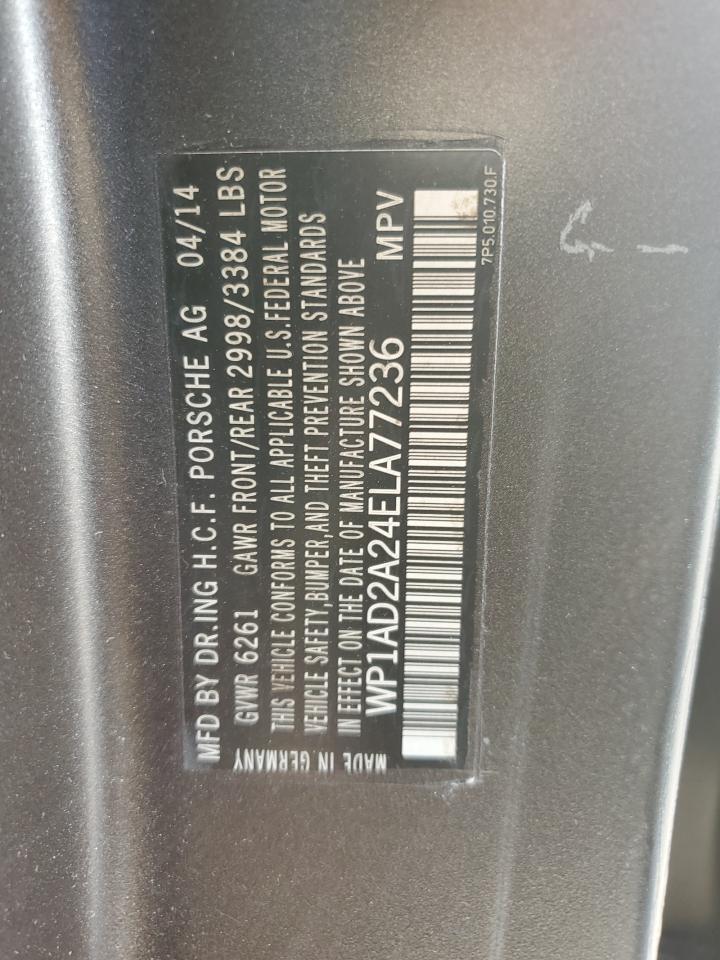 MFD BY DR.ING H.C.F. PORSCHE AG 04/14
GVWR 6261 GAWR FRONT/REAR 2998/3384 LBS
THIS VEHICLE CONFORMS TO ALL APPLICABLE U.S.FEDERAL MOTOR
VEHICLE SAFETY,BUMPER,AND THEFT PREVENTION STANDARDS
IN EFFECT ON THE DATE OF MANUFACTURE SHOWN ABOVE
WP1AD2A24ELA77236 MPV
7P5.010.730.F
MADE IN GERMANY